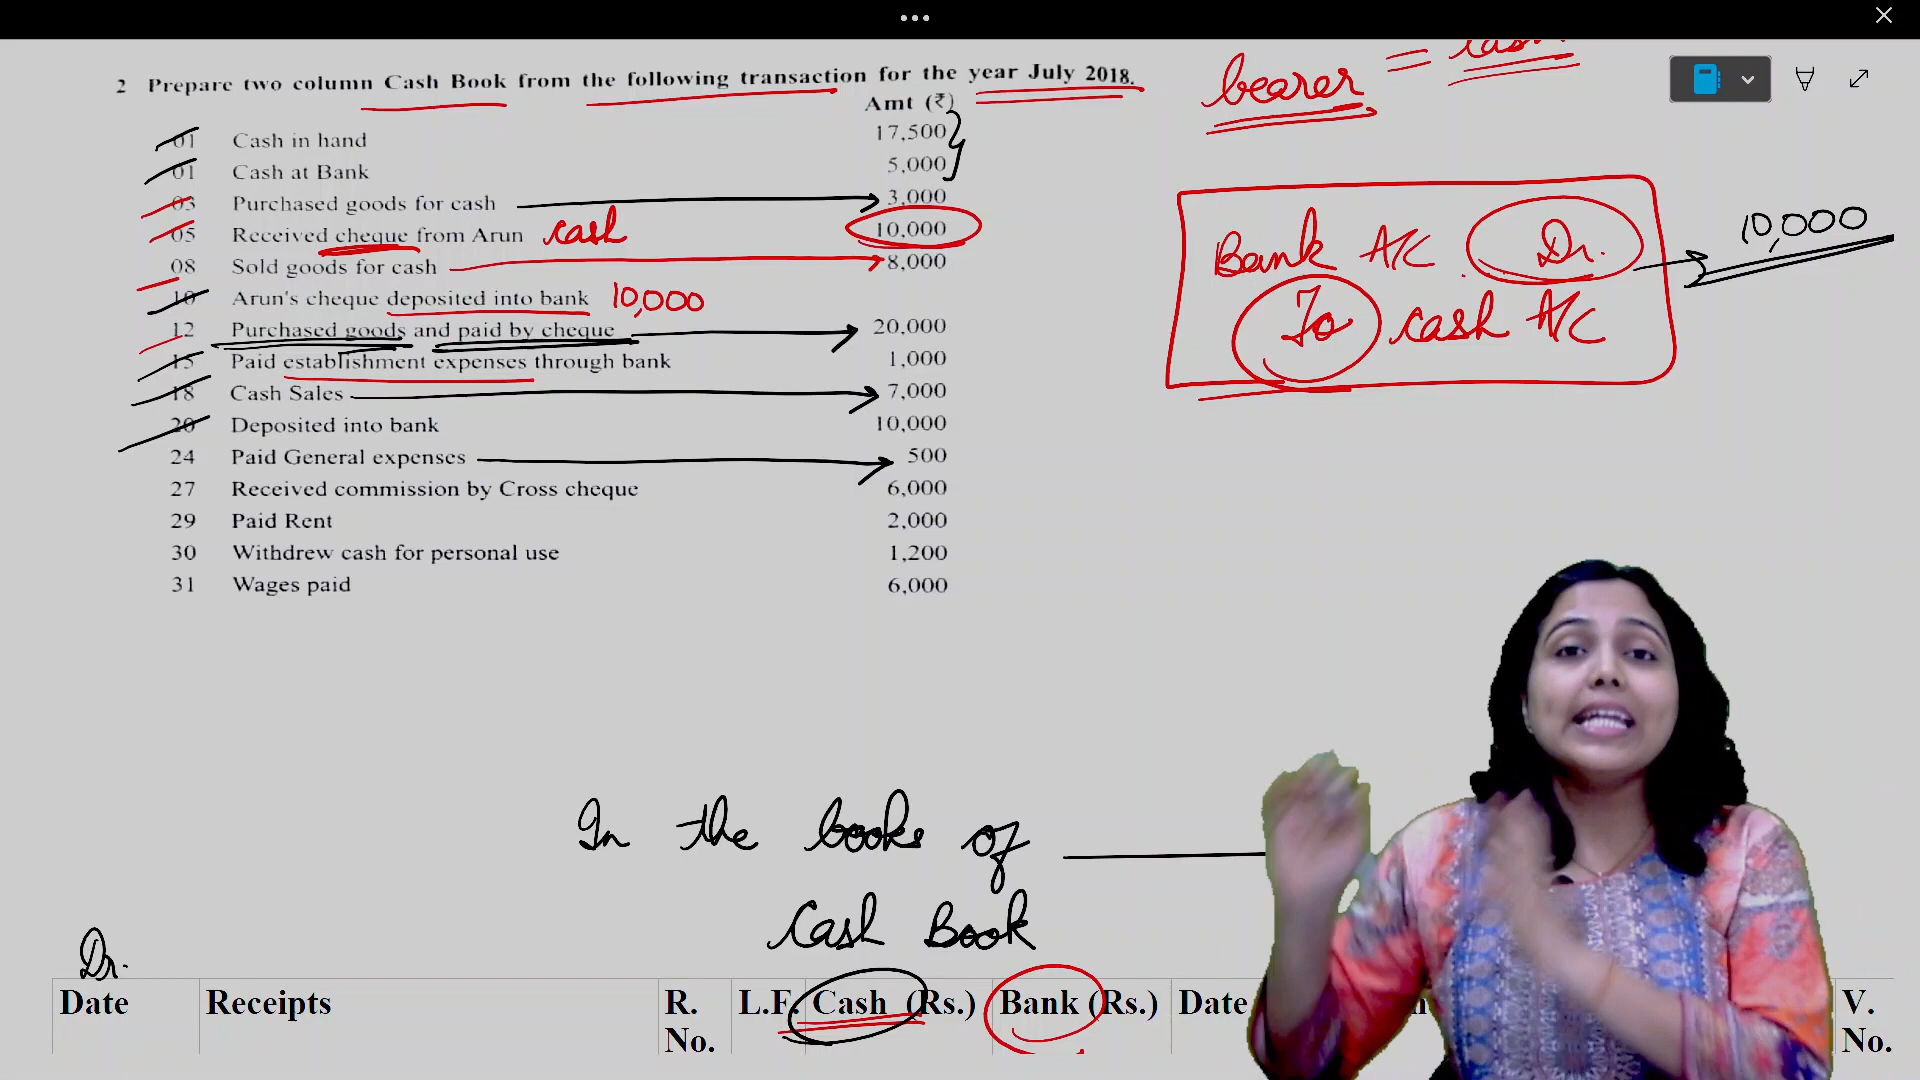 bearer = cash
2 Prepare two column Cash Book from the following transaction for the year July 2018.
Amt (₹)
01 Cash in hand 17,500
01 Cash at Bank 5,000
03 Purchased goods for cash 3,000
05 Received cheque from Arun cash 10,000
08 Sold goods for cash 8,000
10 Arun's cheque deposited into bank 10,000
12 Purchased goods and paid by cheque 20,000
15 Paid establishment expenses through bank 1,000
18 Cash Sales 7,000
20 Deposited into bank 10,000
24 Paid General expenses 500
27 Received commission by Cross cheque 6,000
29 Paid Rent 2,000
30 Withdrew cash for personal use 1,200
31 Wages paid 6,000
Bank A/c Dr. 10,000
To cash A/c
In the books of
Cash Book
Dr.
Date Receipts R. No. L.F. Cash (Rs.) Bank (Rs.) Date V. No.